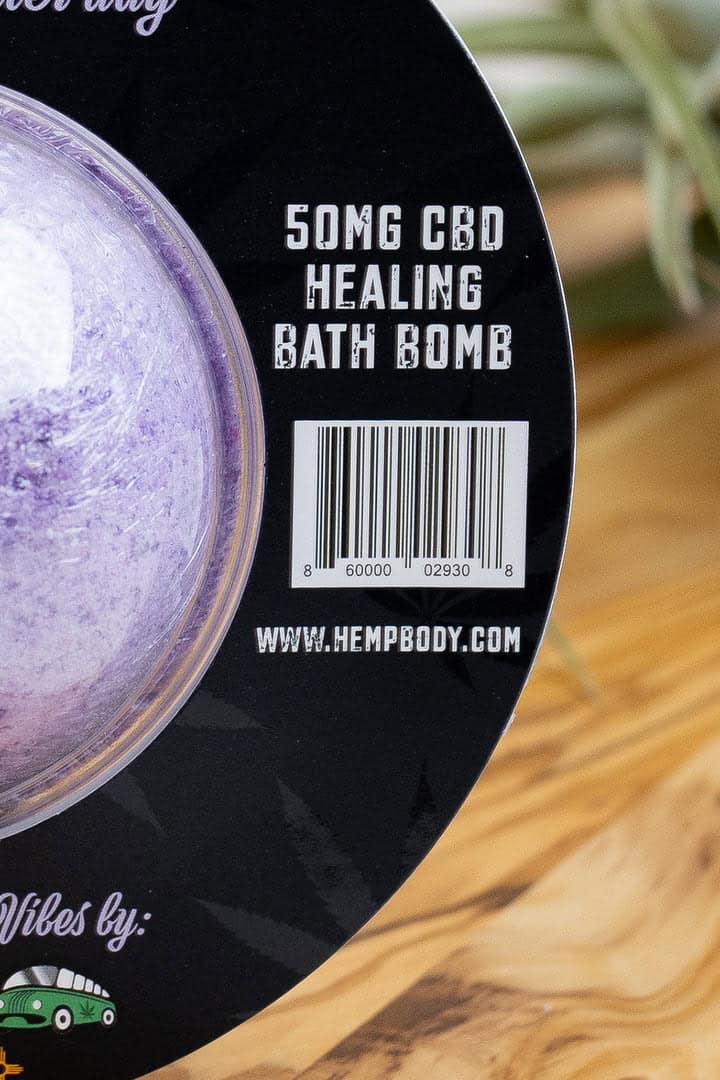 50MG CBD
HEALING
BATH BOMB
8 60000 02930 8
WWW.HEMPBODY.COM
Vibes by: